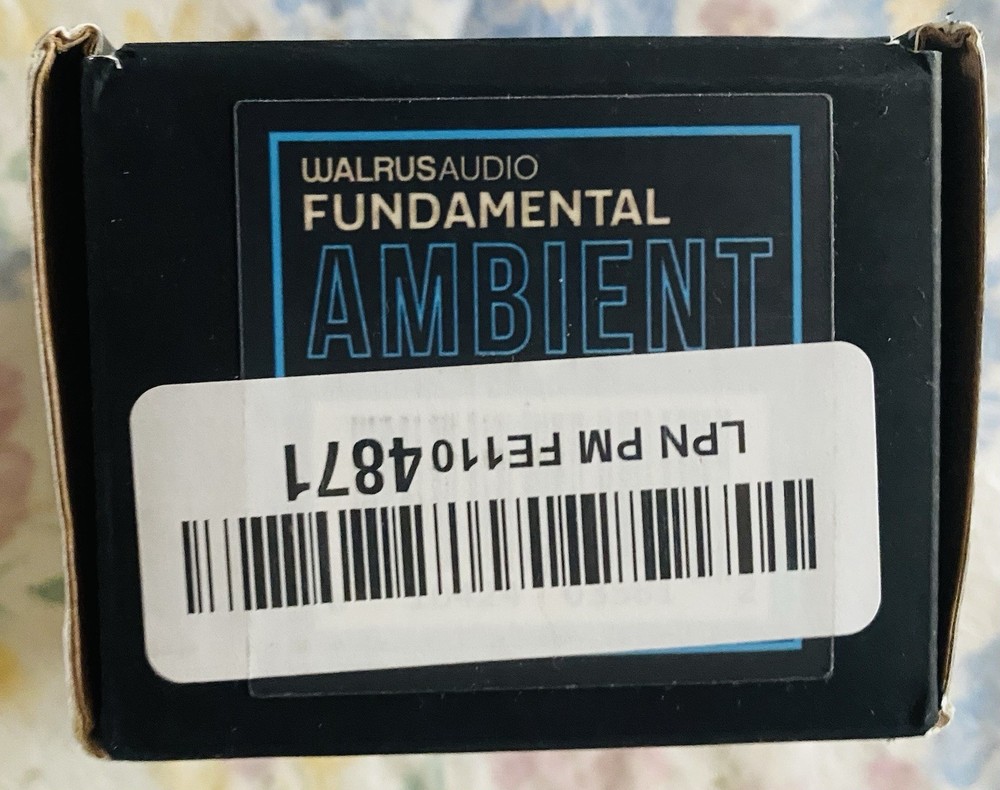 WALRUSAUDIO
FUNDAMENTAL
AMBIENT
LPN PM FE1104871